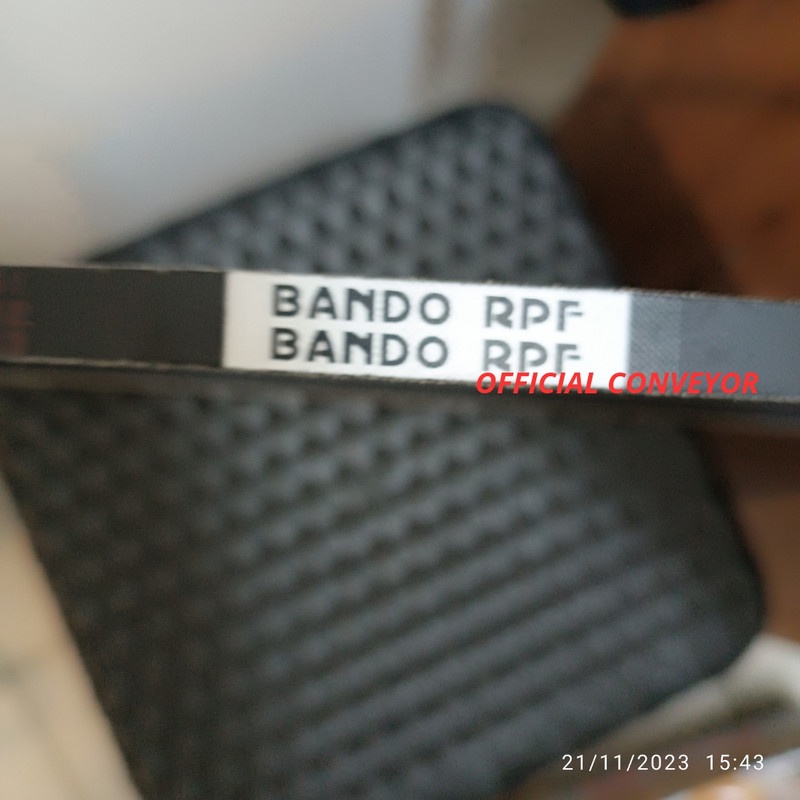 BANDO RPF
BANDO RPF
OFFICIAL CONVEYOR
21/11/2023 15:43